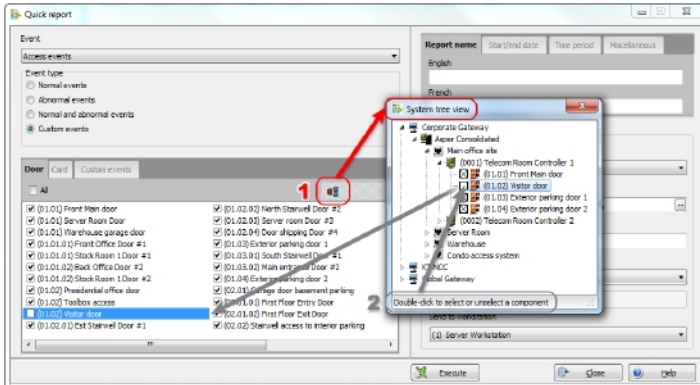 Quick report
Event
Access events
Event type
Normal events
Abnormal events
Normal and abnormal events
Custom events
Door Card Custom events
All
1
(01.01) Front Main door
(01.01) Server Room Door
(01.01) Warehouse garage door
(01.01.01) Front Office Door #1
(01.01.01) Stock Room 1 Door #1
(01.02) Back Office Door #2
(01.02) Stock Room 1 Door #2
(01.02) Presidential office door
(01.02) Toolbox access
(01.02) Visitor door
(01.02.01) Est Stairwell Door #1
(01.02.02) North Stairwell Door #2
(01.02.03) Server room Door #3
(01.02.04) Door shipping Door #4
(01.03) Exterior parking door 1
(01.03.01) South Stairwell Door #1
(01.03.02) Main entrance Door #2
(01.04) Exterior parking door 2
(02.01) Garage door basement parking
(02.01.01) First Floor Entry Door
(02.01.02) First Floor Exit Door
(02.02) Stairwell access to interior parking
Report name Start/end date Time period Miscellaneous
English
French
System tree view
Corporate Gateway
Asper Consolidated
Main office site
(0001) Telecom Room Controller 1
(01.01) Front Main door
(01.02) Visitor door
(01.03) Exterior parking door 1
(01.04) Exterior parking door 2
(0002) Telecom Room Controller 2
Server Room
Warehouse
Condo access system
Global Gateway
2
Double-click to select or unselect a component
Send to workstation
(1) Server Workstation
Execute
Close
Help